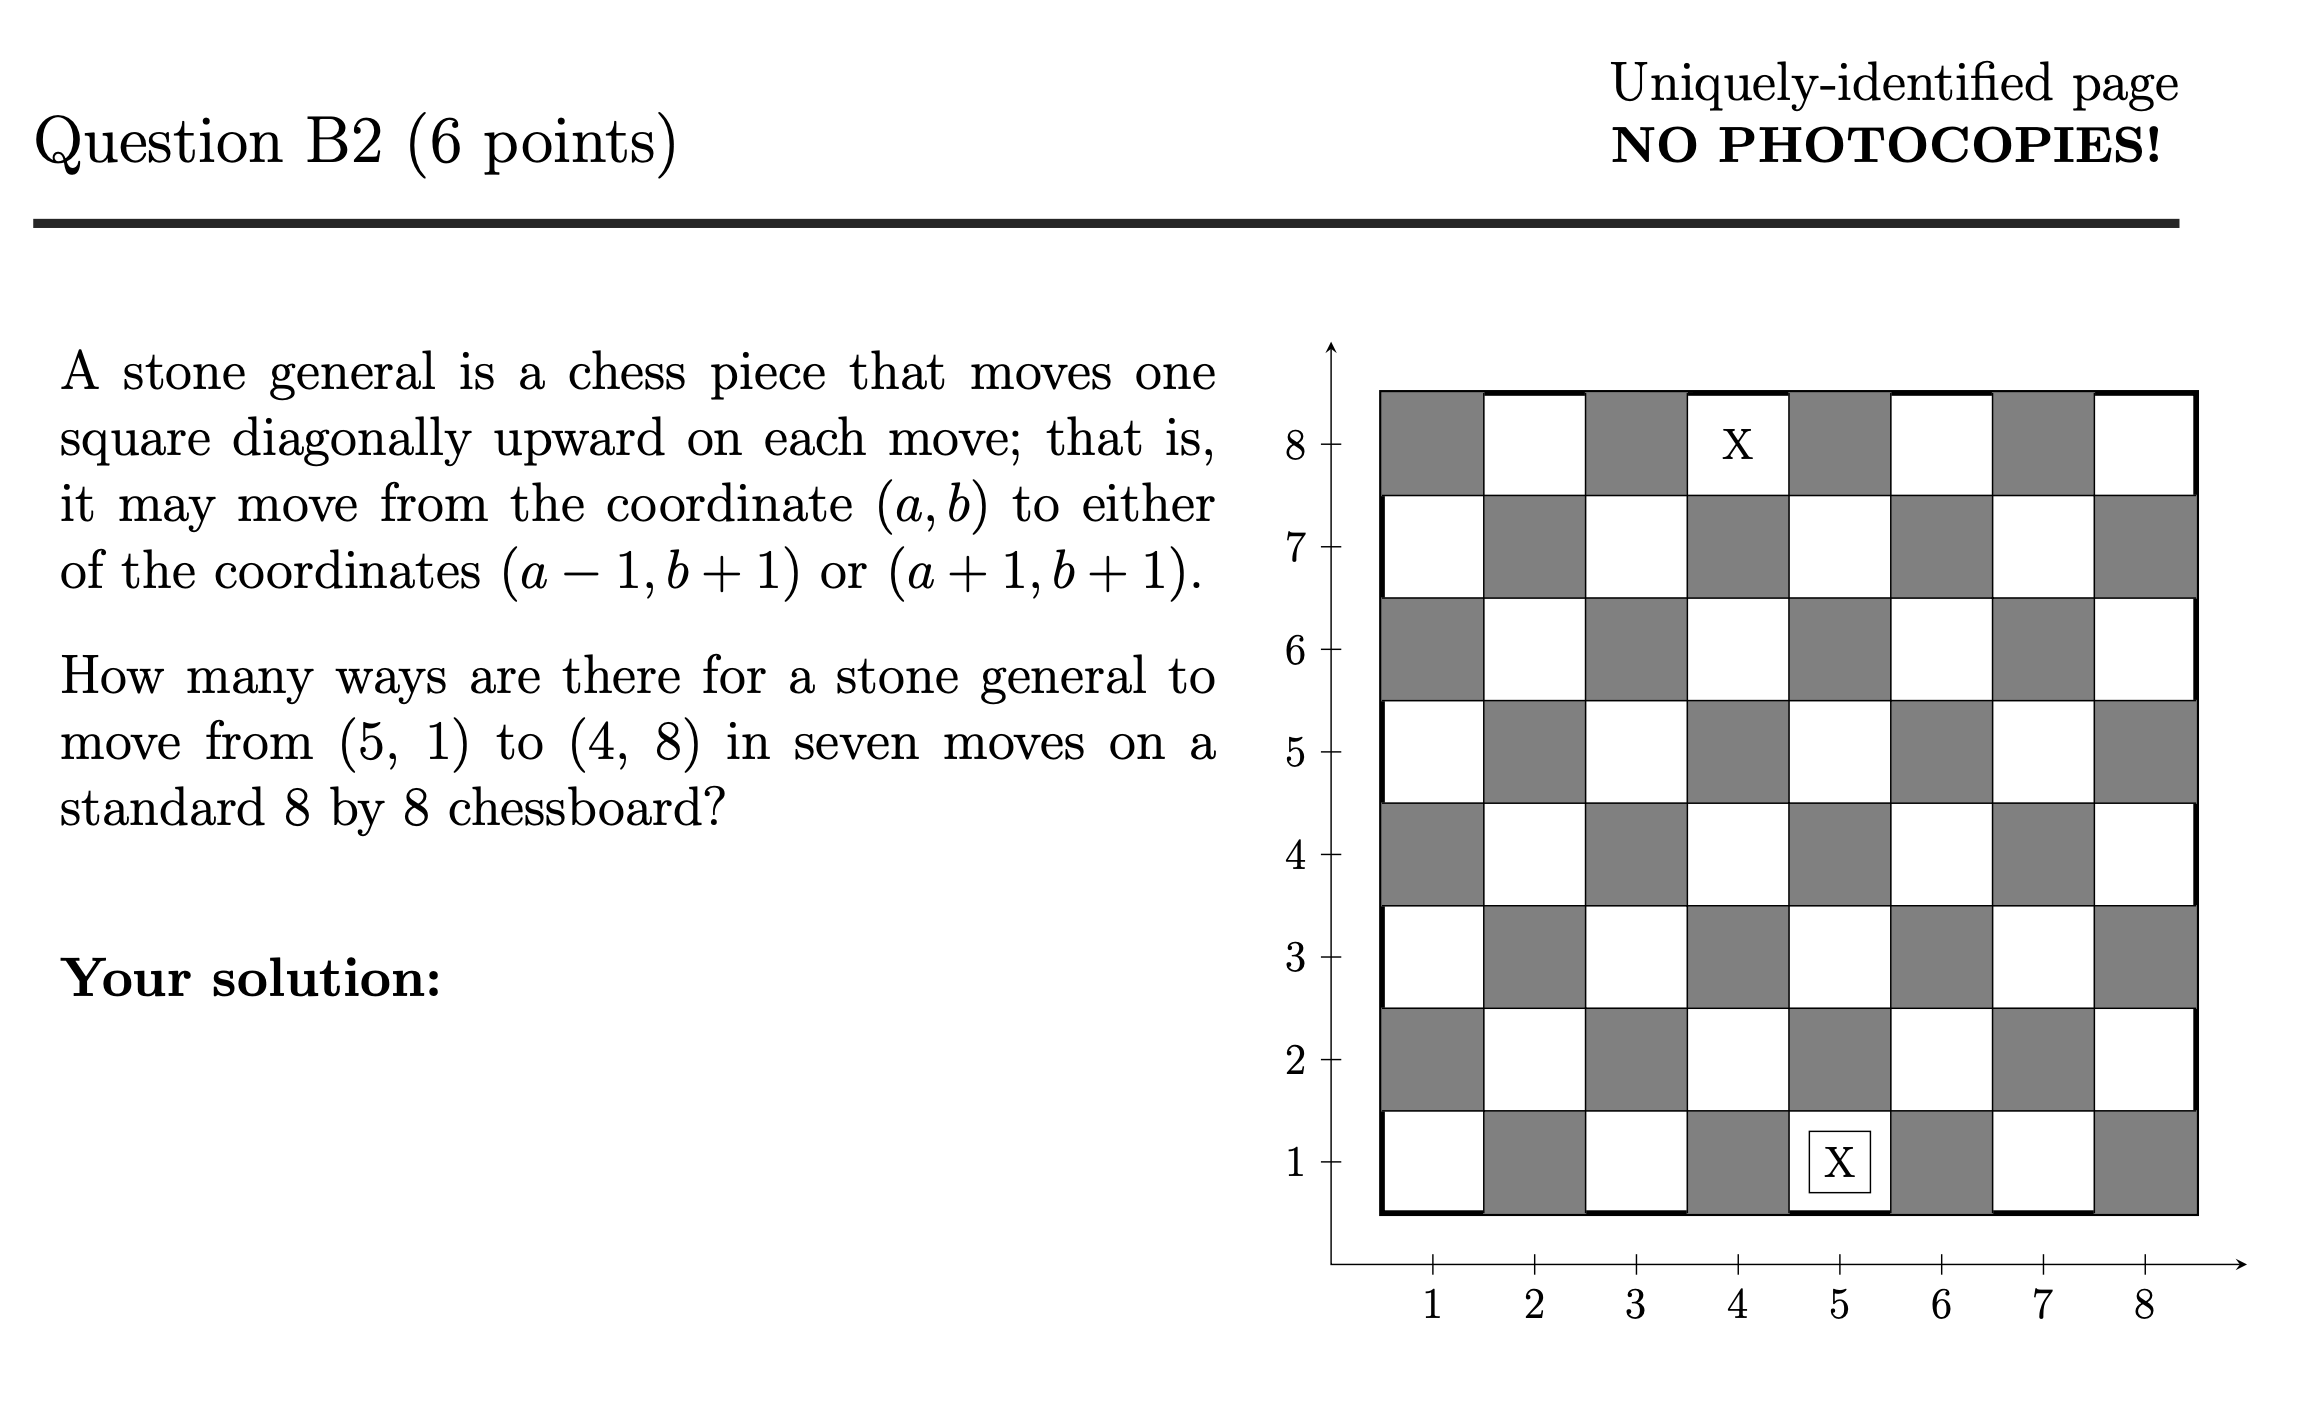 Uniquely-identified page
Question B2 (6 points)
NO PHOTOCOPIES!
A stone general is a chess piece that moves one
square diagonally upward on each move; that is,
it may move from the coordinate (a, b) to either
of the coordinates (a − 1, b + 1) or (a + 1, b + 1).
How many ways are there for a stone general to
move from (5, 1) to (4, 8) in seven moves on a
standard 8 by 8 chessboard?
Your solution:
8
X
7
6
5
4
3
2
1
X
1 2 3 4 5 6 7 8